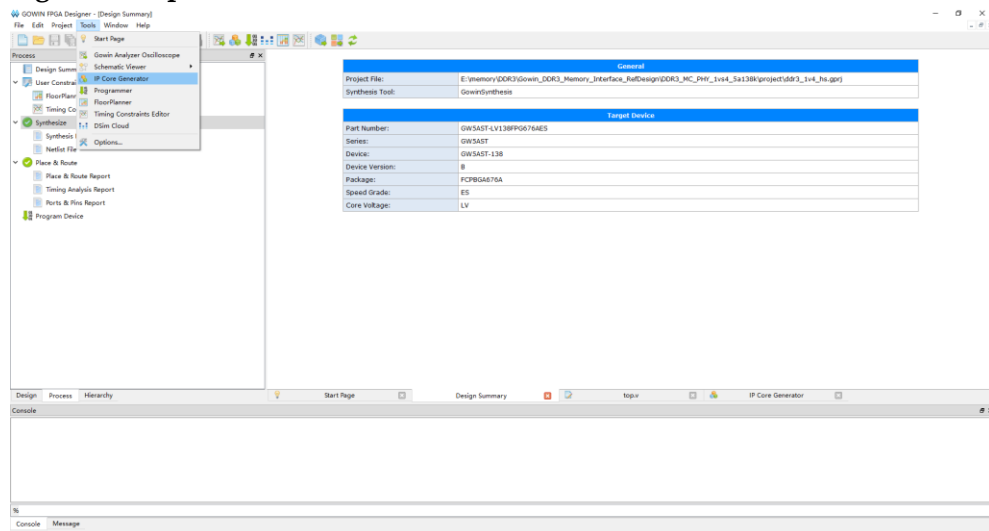 GOWIN FPGA Designer - [Design Summary]
File Edit Project Tools Window Help
Start Page
Gowin Analyzer Oscilloscope
Schematic Viewer
IP Core Generator
Programmer
FloorPlanner
Timing Constraints Editor
DSim Cloud
Options...
Process
Design Summ
User Constrai
FloorPlann
Timing Co
Synthesize
Synthesis
Netlist File
Place & Route
Place & Route Report
Timing Analysis Report
Ports & Pins Report
Program Device
General
Project File: E:\memory\DDR3\Gowin_DDR3_Memory_Interface_RefDesign\DDR3_MC_PHY_1vs4_5a138k\project\ddr3_1v4_hs.gprj
Synthesis Tool: GowinSynthesis
Target Device
Part Number: GW5AST-LV138FPG676AES
Series: GW5AST
Device: GW5AST-138
Device Version: B
Package: FCPBGA676A
Speed Grade: ES
Core Voltage: LV
Design Process Hierarchy
Start Page Design Summary top.v IP Core Generator
Console
%
Console Message